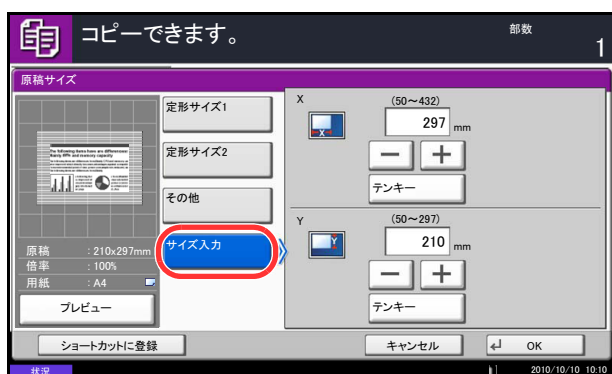 コピーできます。
部数
1
原稿サイズ
定形サイズ1
定形サイズ2
その他
サイズ入力
原稿 : 210x297mm
倍率 : 100%
用紙 : A4
プレビュー
X
(50～432)
297 mm
テンキー
Y
(50～297)
210 mm
テンキー
ショートカットに登録
キャンセル
OK
状況
2010/10/10 10:10